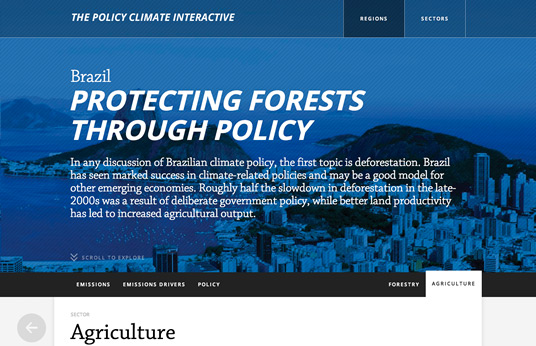 THE POLICY CLIMATE INTERACTIVE
REGIONS
SECTORS
Brazil
PROTECTING FORESTS
THROUGH POLICY
In any discussion of Brazilian climate policy, the first topic is deforestation. Brazil
has seen marked success in climate-related policies and may be a good model for
other emerging economies. Roughly half the slowdown in deforestation in the late-
2000s was a result of deliberate government policy, while better land productivity
has led to increased agricultural output.
SCROLL TO EXPLORE
EMISSIONS EMISSIONS DRIVERS POLICY FORESTRY AGRICULTURE
SECTOR
Agriculture